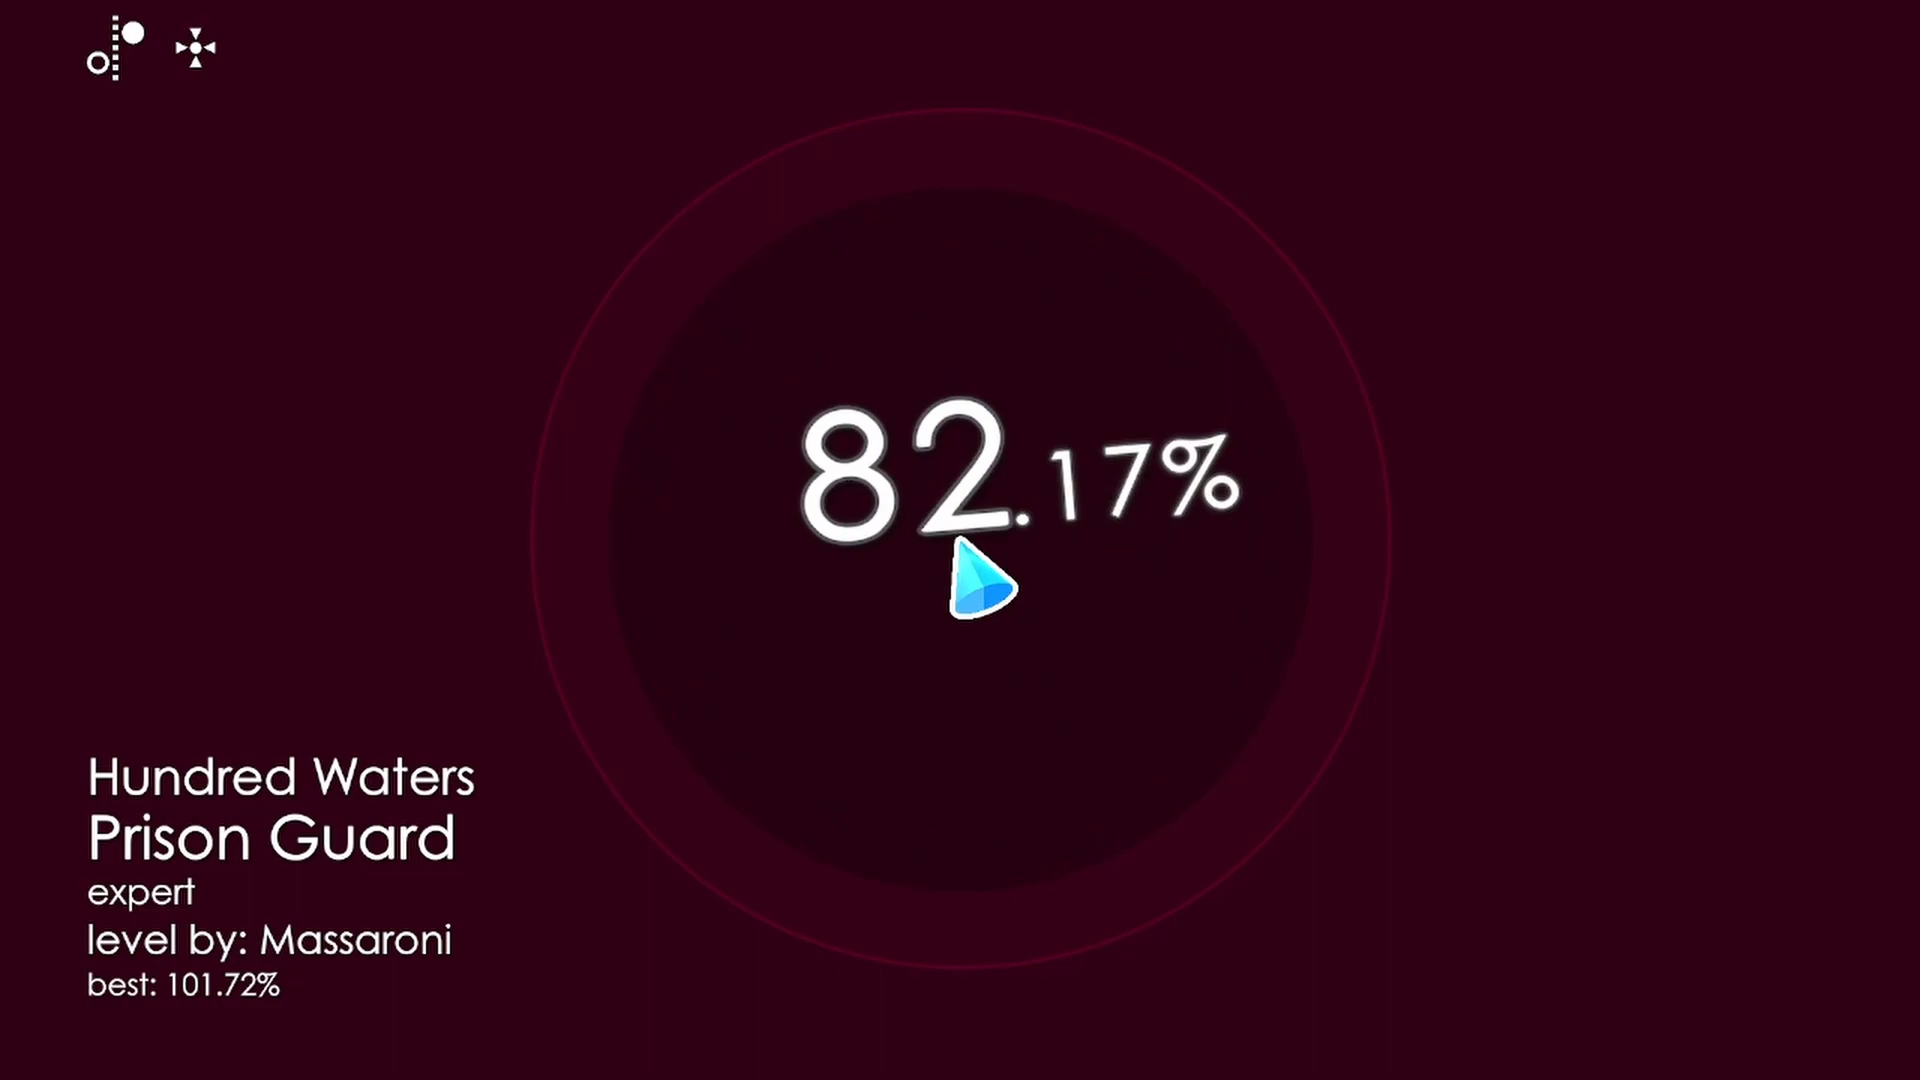 82.17%
Hundred Waters
Prison Guard
expert
level by: Massaroni
best: 101.72%